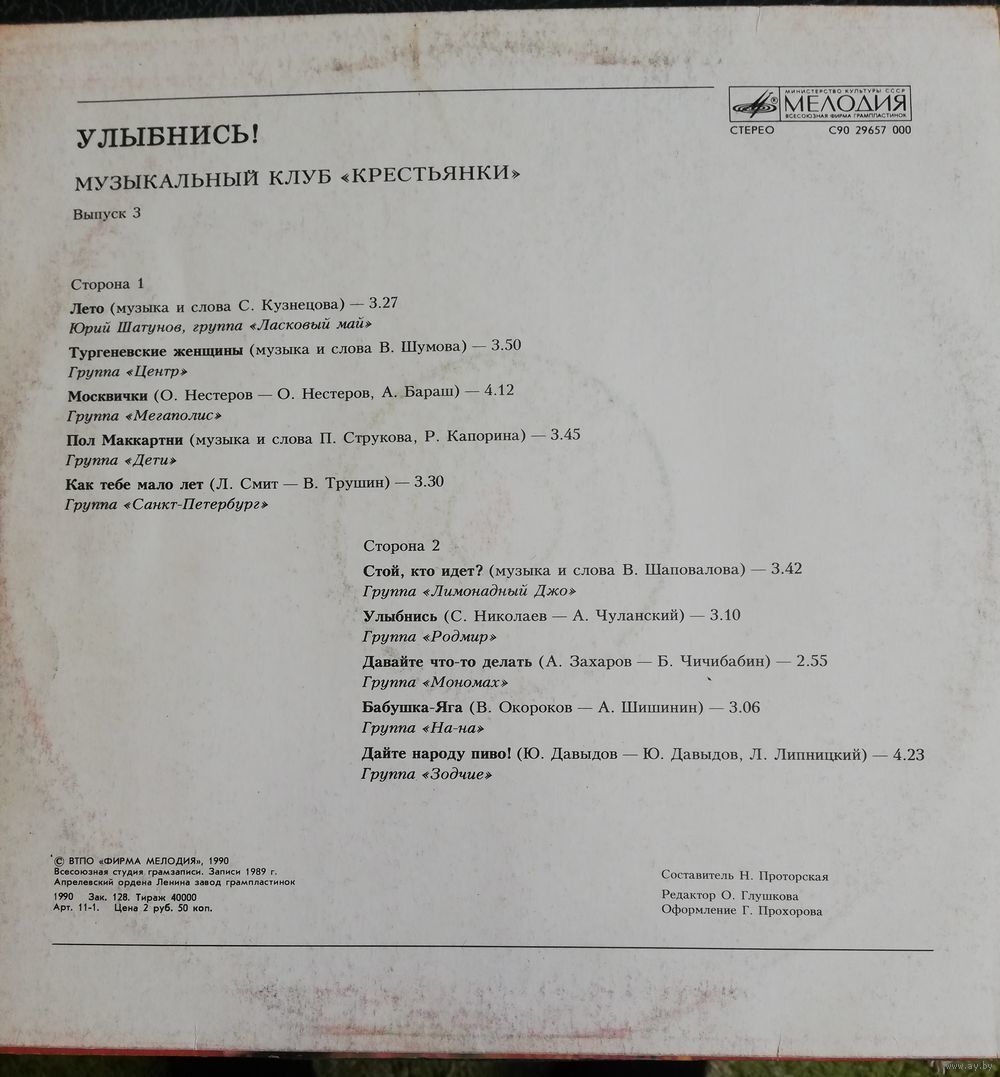 МИНИСТЕРСТВО КУЛЬТУРЫ СССР
МЕЛОДИЯ
ВСЕСОЮЗНАЯ ФИРМА ГРАМПЛАСТИНОК
СТЕРЕО С90 29657 000
УЛЫБНИСЬ!
МУЗЫКАЛЬНЫЙ КЛУБ «КРЕСТЬЯНКИ»
Выпуск 3
Сторона 1
Лето (музыка и слова С. Кузнецова) — 3.27
Юрий Шатунов, группа «Ласковый май»
Тургеневские женщины (музыка и слова В. Шумова) — 3.50
Группа «Центр»
Москвички (О. Нестеров — О. Нестеров, А. Бараш) — 4.12
Группа «Мегаполис»
Пол Маккартни (музыка и слова П. Струкова, Р. Капорина) — 3.45
Группа «Дети»
Как тебе мало лет (Л. Смит — В. Трушин) — 3.30
Группа «Санкт-Петербург»
Сторона 2
Стой, кто идет? (музыка и слова В. Шаповалова) — 3.42
Группа «Лимонадный Джо»
Улыбнись (С. Николаев — А. Чуланский) — 3.10
Группа «Родмир»
Давайте что-то делать (А. Захаров — Б. Чичибабин) — 2.55
Группа «Мономах»
Бабушка-Яга (В. Окороков — А. Шишинин) — 3.06
Группа «На-на»
Дайте народу пиво! (Ю. Давыдов — Ю. Давыдов, Л. Липницкий) — 4.23
Группа «Зодчие»
© ВТПО «ФИРМА МЕЛОДИЯ», 1990
Всесоюзная студия грамзаписи. Записи 1989 г.
Апрелевский ордена Ленина завод грампластинок
1990 Зак. 128. Тираж 40000
Арт. 11-1. Цена 2 руб. 50 коп.
Составитель Н. Проторская
Редактор О. Глушкова
Оформление Г. Прохорова
www.ay.by